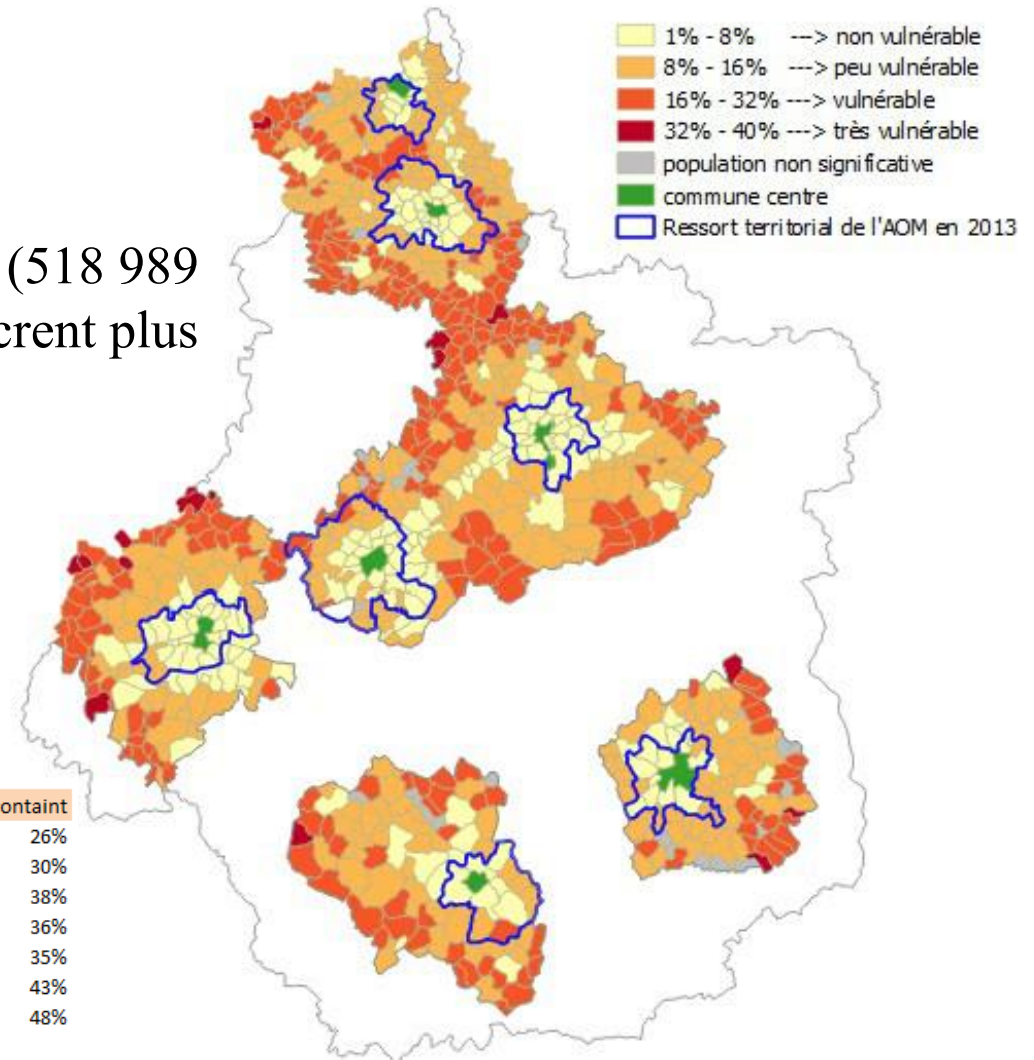 1% - 8% ---> non vulnérable
8% - 16% ---> peu vulnérable
16% - 32% ---> vulnérable
32% - 40% ---> très vulnérable
population non significative
commune centre
Ressort territorial de l'AOM en 2013
(518 989
crent plus
ontaint
26%
30%
38%
36%
35%
43%
48%